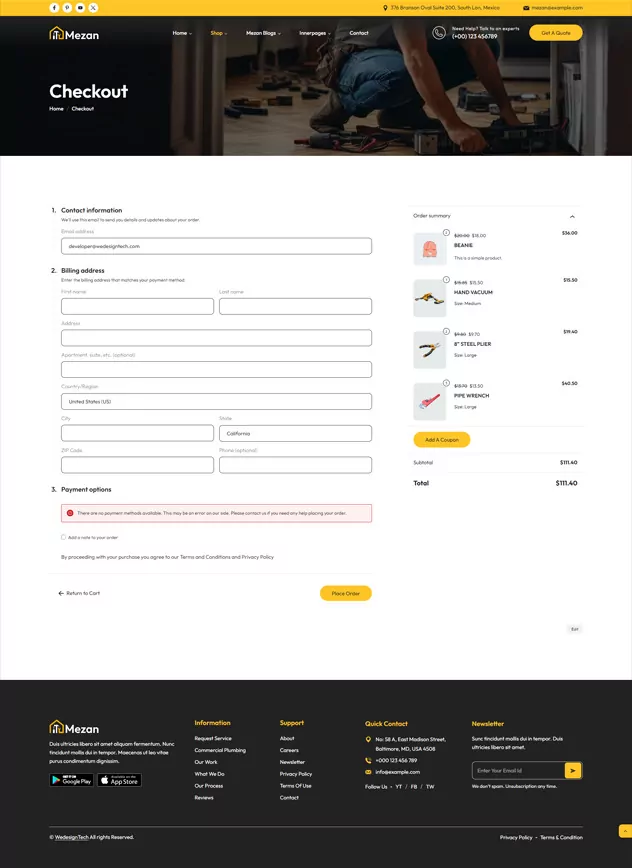 376 Branson Oval Suite 200, South Lon, Mexico
mezan@example.com
Mezan
Home
Shop
Mezan Blogs
Innerpages
Contact
Need Help? Talk to an experts
(+00) 123 456789
Get A Quote
Checkout
Home / Checkout
1. Contact information
We'll use this email to send you details and updates about your order.
Email address
developer@wedesigntech.com
2. Billing address
Enter the billing address that matches your payment method.
First name
Last name
Address
Apartment, suite, etc. (optional)
Country/Region
United States (US)
City
State
California
ZIP Code
Phone (optional)
3. Payment options
There are no payment methods available. This may be an error on our side. Please contact us if you need any help placing your order.
Add a note to your order
By proceeding with your purchase you agree to our Terms and Conditions and Privacy Policy
Return to Cart
Place Order
Order summary
$18.00
$36.00
BEANIE
This is a simple product.
$15.50
$15.50
HAND VACUUM
Size: Medium
$9.70
$19.40
8" STEEL PLIER
Size: Large
$13.50
$40.50
PIPE WRENCH
Size: Large
Add A Coupon
Subtotal
$111.40
Total
$111.40
Edit
Mezan
Duis ultricies libero sit amet aliquam fermentum. Nunc
tincidunt mollis dui in tempor. Maecenas ut leo vitae
purus condimentum dignissim.
GET IT ON
Google Play
Available on the
App Store
Information
Request Service
Commercial Plumbing
Our Work
What We Do
Our Process
Reviews
Support
About
Careers
Newsletter
Privacy Policy
Terms Of Use
Contact
Quick Contact
No: 58 A, East Madison Street,
Baltimore, MD, USA 4508
+000 123 456 789
info@example.com
Follow Us - YT / FB / TW
Newsletter
Sunc tincidunt mollis dui in tempor. Duis
ultricies libero sit amet.
Enter Your Email Id
We don't spam. Unsubscription any time.
© WedesignTech All rights Reserved.
Privacy Policy - Terms & Condition